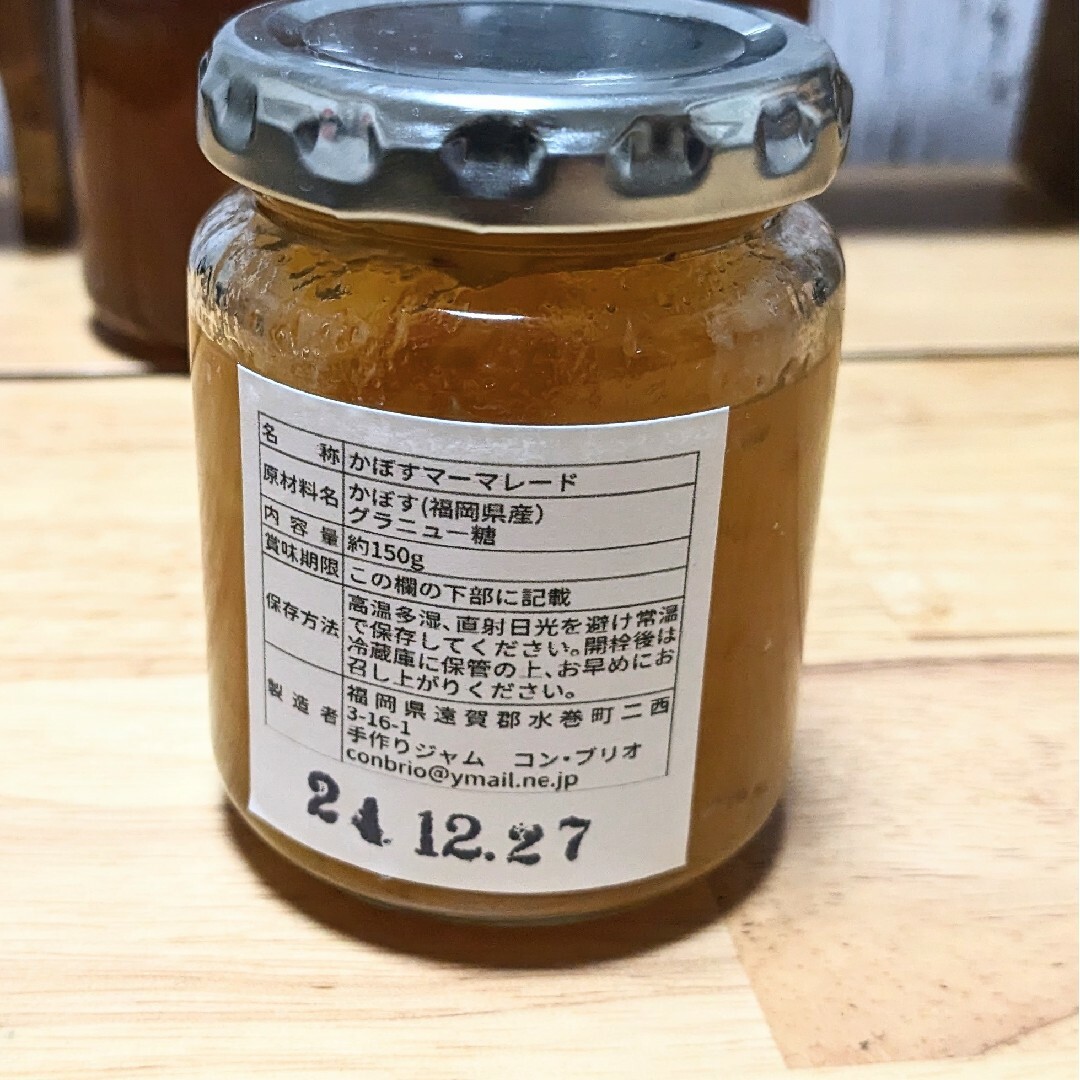 名称 かぼすマーマレード
原材料名 かぼす(福岡県産)
グラニュー糖
内容量 約150g
賞味期限 この欄の下部に記載
保存方法 高温多湿、直射日光を避け常温
で保存してください。開栓後は
冷蔵庫に保管の上、お早めにお
召し上がりください。
製造者 福岡県遠賀郡水巻町二西
3-16-1
手作りジャム コン・ブリオ
conbrio@ymail.ne.jp
24 12.27